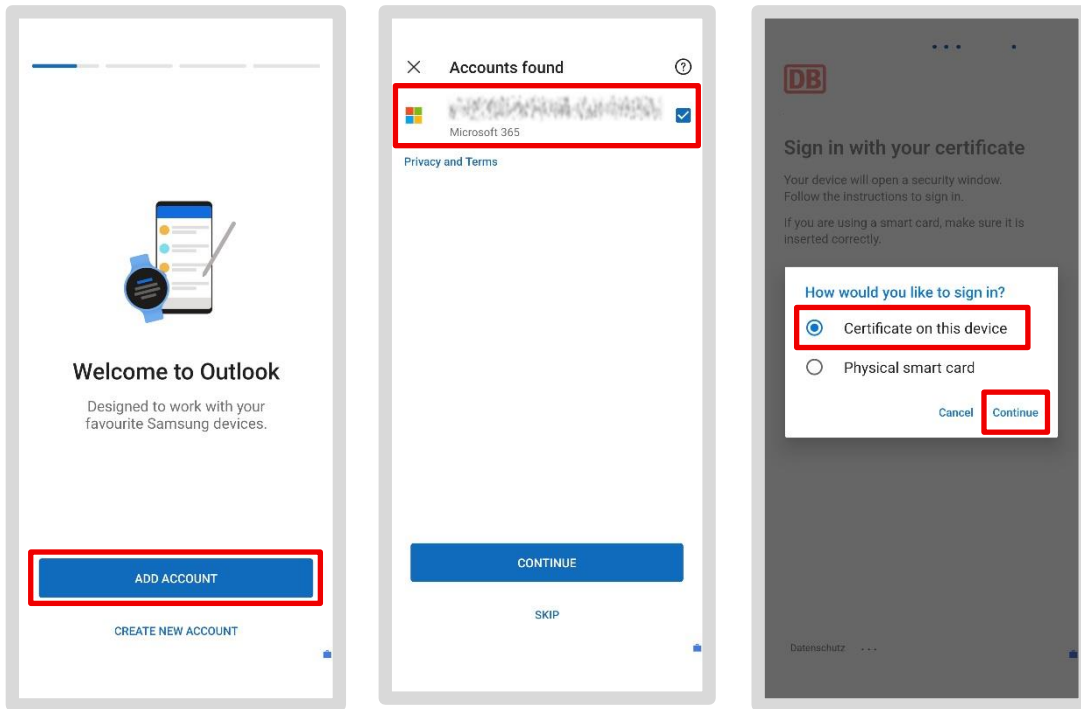 Welcome to Outlook
Designed to work with your
favourite Samsung devices.
ADD ACCOUNT
CREATE NEW ACCOUNT
Accounts found
Microsoft 365
Privacy and Terms
CONTINUE
SKIP
DB
Sign in with your certificate
Your device will open a security window.
Follow the instructions to sign in.
If you are using a smart card, make sure it is
inserted correctly.
How would you like to sign in?
Certificate on this device
Physical smart card
Cancel Continue
Datenschutz ...